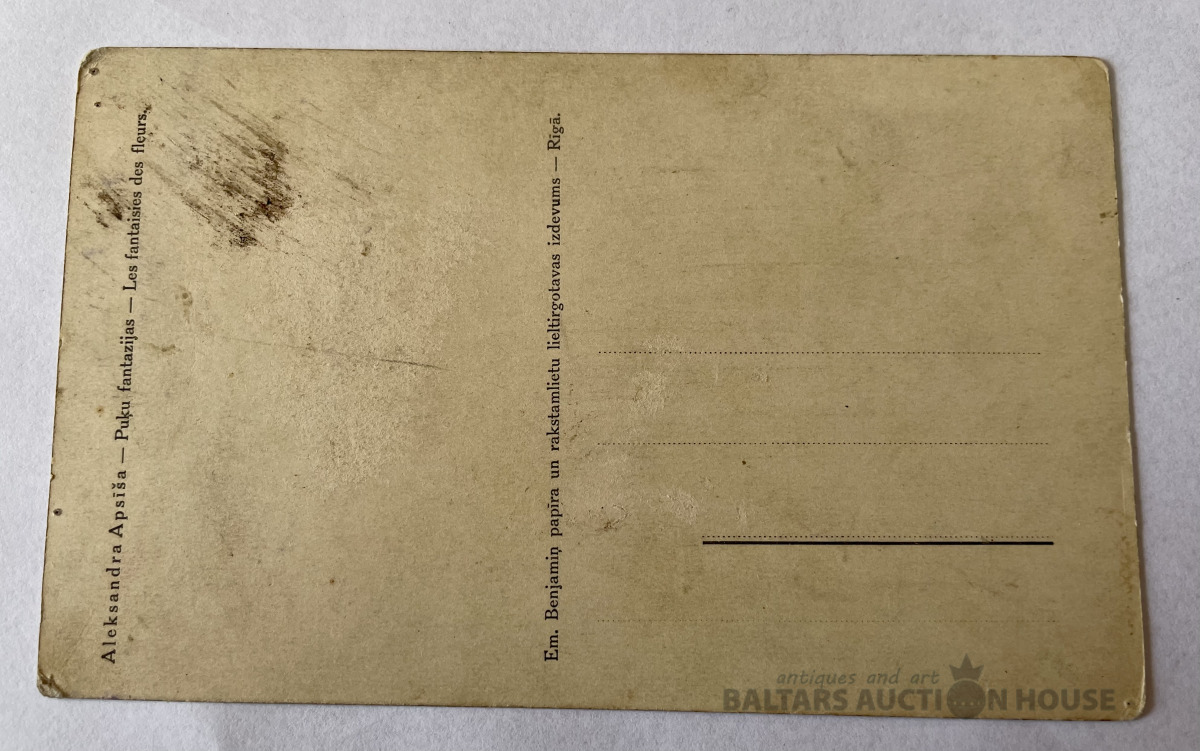 Aleksandra Apsīša — Puķu fantazijas — Les fantaisies des fleurs.
Em. Benjamiņ papīra un rakstamlietu lieltirgotavas izdevums — Rīgā.
antiques and art
BALTARS AUCTION HOUSE